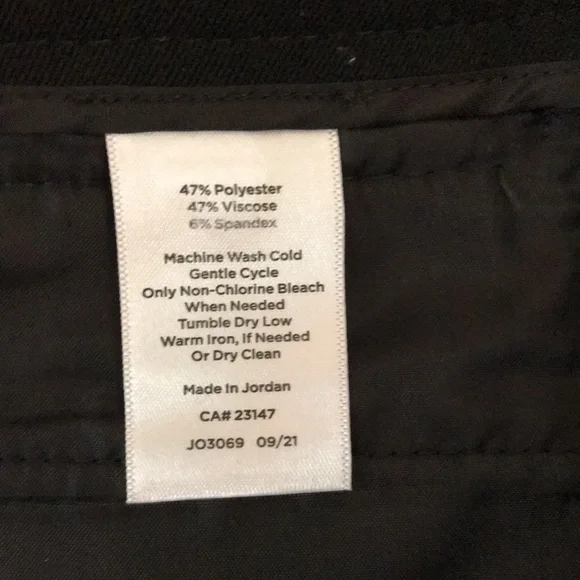 47% Polyester
47% Viscose
6% Spandex
Machine Wash Cold
Gentle Cycle
Only Non-Chlorine Bleach
When Needed
Tumble Dry Low
Warm Iron, If Needed
Or Dry Clean
Made In Jordan
CA# 23147
JO3069 09/21